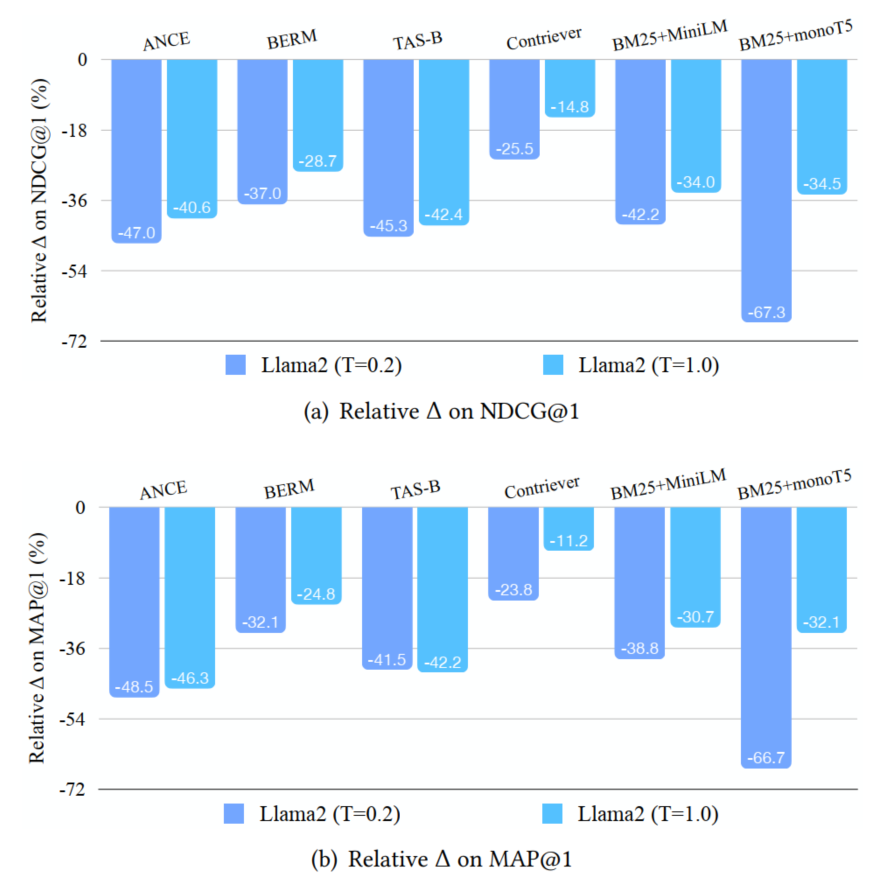 ANCE BERM TAS-B Contriever BM25+MiniLM BM25+monoT5
Relative Δ on NDCG@1 (%)
0
-18
-36
-54
-72
-47.0 -40.6 -37.0 -28.7 -45.3 -42.4 -25.5 -14.8 -42.2 -34.0 -67.3 -34.5
Llama2 (T=0.2) Llama2 (T=1.0)
(a) Relative Δ on NDCG@1
ANCE BERM TAS-B Contriever BM25+MiniLM BM25+monoT5
Relative Δ on MAP@1 (%)
0
-18
-36
-54
-72
-48.5 -46.3 -32.1 -24.8 -41.5 -42.2 -23.8 -11.2 -38.8 -30.7 -66.7 -32.1
Llama2 (T=0.2) Llama2 (T=1.0)
(b) Relative Δ on MAP@1